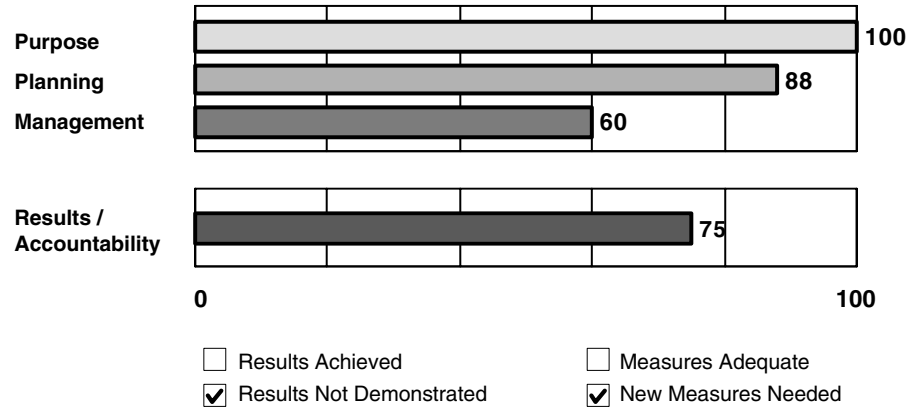 Purpose 100
Planning 88
Management 60
Results /
Accountability 75
0 100
Results Achieved Measures Adequate
Results Not Demonstrated New Measures Needed